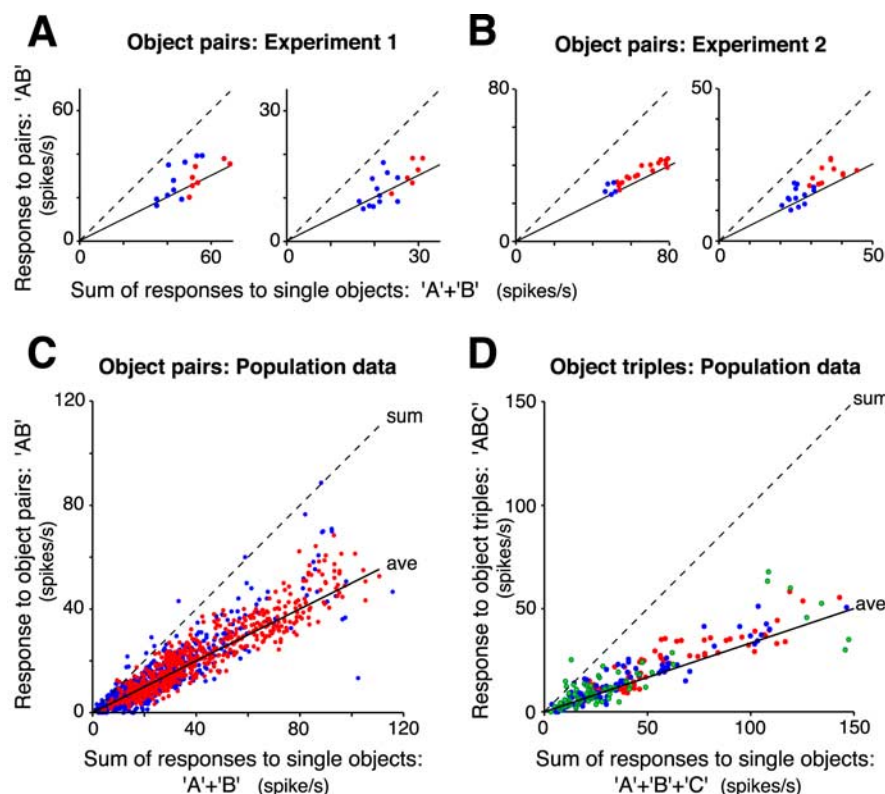 A
Object pairs: Experiment 1
Response to pairs: 'AB'
(spikes/s)
60
0
0
60
30
0
0
30
Sum of responses to single objects: 'A'+'B' (spikes/s)
B
Object pairs: Experiment 2
80
0
0
80
50
0
0
50
C
Object pairs: Population data
Response to object pairs: 'AB'
(spikes/s)
120
80
40
0
0
40
80
120
sum
ave
Sum of responses to single objects:
'A'+'B' (spike/s)
D
Object triples: Population data
Response to object triples: 'ABC'
(spikes/s)
150
100
50
0
0
50
100
150
sum
ave
Sum of responses to single objects:
'A'+'B'+'C' (spikes/s)